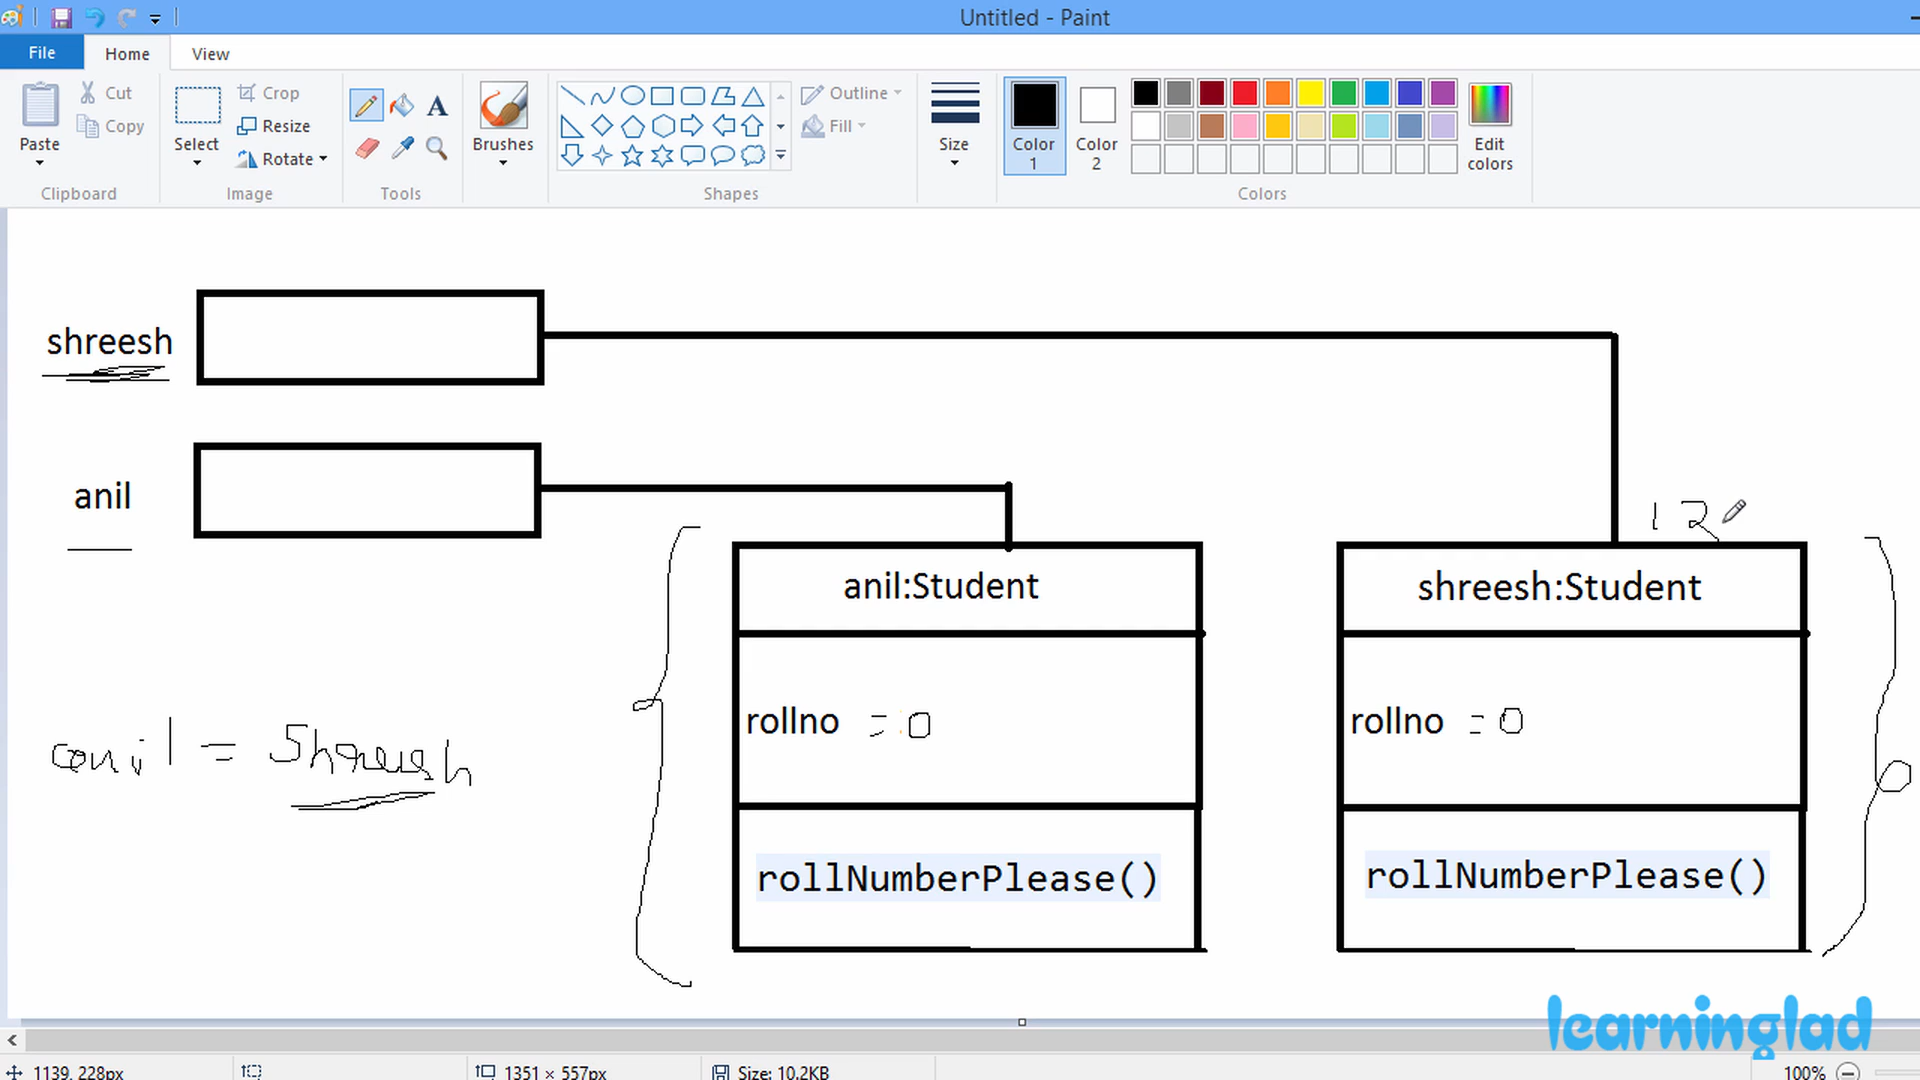 Untitled - Paint
File Home View
Paste
Cut
Copy
Clipboard
Select
Crop
Resize
Rotate
Image
A
Tools
Brushes
Outline
Fill
Shapes
Size
Color 1
Color 2
Edit colors
Colors
shreesh
anil
12
anil:Student
shreesh:Student
rollno = 0
rollno = 0
anil = Shreesh
rollNumberPlease()
rollNumberPlease()
learninglad
1139, 228px
1351 × 557px
Size: 10.2KB
100%